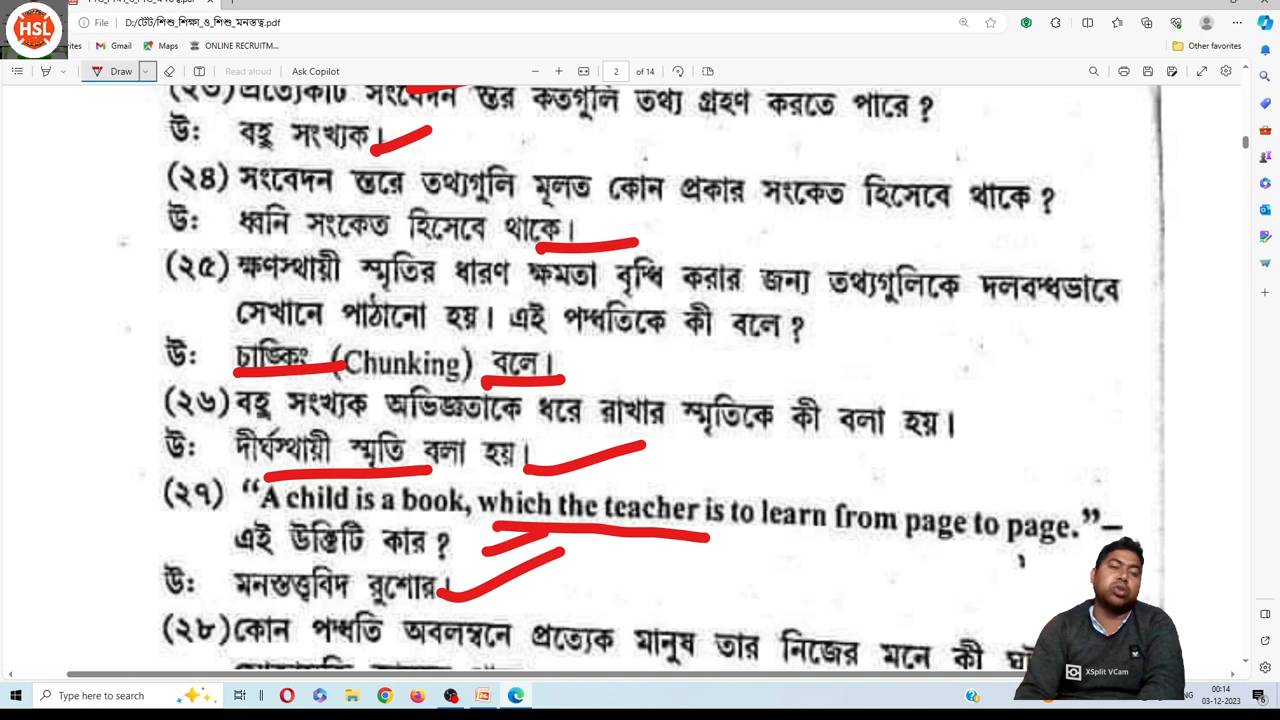 HSL
File
D:/টেট/শিশু_শিক্ষা_ও_শিশু_মনস্তত্ব.pdf
Gmail
Maps
ONLINE RECRUITM...
Other favorites
Draw
Read aloud
Ask Copilot
2 of 14
(২৩) প্রত্যেকটি সংবেদন স্তর কতগুলি তথ্য গ্রহণ করতে পারে ?
উঃ বহু সংখ্যক।
(২৪) সংবেদন স্তরে তথ্যগুলি মূলত কোন প্রকার সংকেত হিসেবে থাকে ?
উঃ ধ্বনি সংকেত হিসেবে থাকে।
(২৫) ক্ষণস্থায়ী স্মৃতির ধারণ ক্ষমতা বৃদ্ধি করার জন্য তথ্যগুলিকে দলবদ্ধভাবে
সেখানে পাঠানো হয়। এই পদ্ধতিকে কী বলে ?
উঃ চাঙ্কিং (Chunking) বলে।
(২৬) বহু সংখ্যক অভিজ্ঞতাকে ধরে রাখার স্মৃতিকে কী বলা হয়।
উঃ দীর্ঘস্থায়ী স্মৃতি বলা হয়।
(২৭) “A child is a book, which the teacher is to learn from page to page.”—
এই উক্তিটি কার ?
উঃ মনস্তত্ত্ববিদ রুশোর।
(২৮) কোন পদ্ধতি অবলম্বনে প্রত্যেক মানুষ তার নিজের মনে কী
XSplit VCam
Type here to search
NG
00:14
03-12-2023